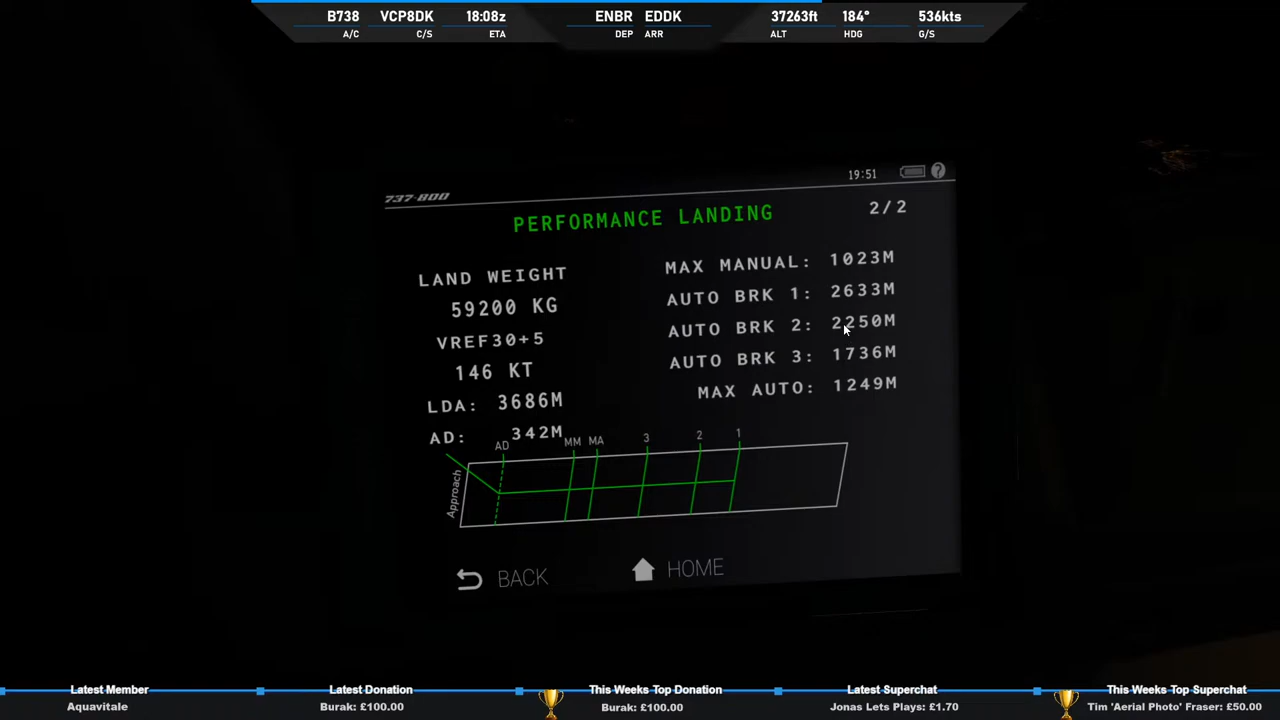 B738 VCP8DK 18:08z ENBR EDDK 37263ft 184° 536kts
A/C C/S ETA DEP ARR ALT HDG G/S
737-800 19:51 ?
PERFORMANCE LANDING 2/2
LAND WEIGHT
59200 KG
VREF30+5
146 KT
LDA: 3686M
AD: 342M
MAX MANUAL: 1023M
AUTO BRK 1: 2633M
AUTO BRK 2: 2250M
AUTO BRK 3: 1736M
MAX AUTO: 1249M
AD MM MA 3 2 1
Approach
BACK HOME
Latest Member Latest Donation This Weeks Top Donation Latest Superchat This Weeks Top Superchat
Aquavitale Burak: £100.00 Burak: £100.00 Jonas Lets Plays: £1.70 Tim 'Aerial Photo' Fraser: £50.00